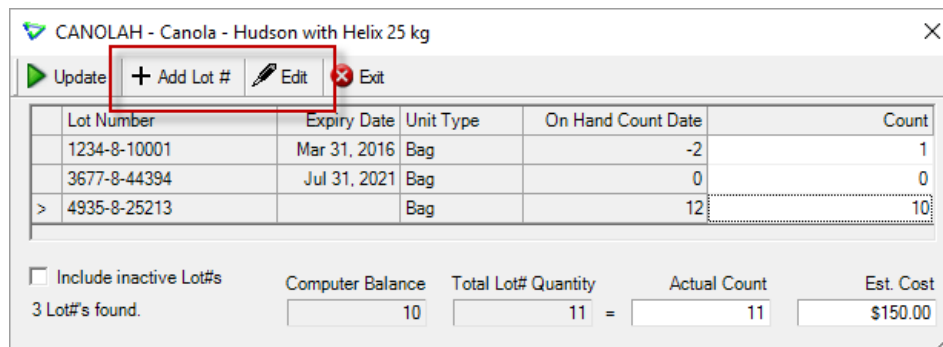 CANOLAH - Canola - Hudson with Helix 25 kg
Update + Add Lot # Edit Exit
Lot Number Expiry Date Unit Type On Hand Count Date Count
1234-8-10001 Mar 31, 2016 Bag -2 1
3677-8-44394 Jul 31, 2021 Bag 0 0
> 4935-8-25213 Bag 12 10
Include inactive Lot#s
Computer Balance Total Lot# Quantity Actual Count Est. Cost
3 Lot#'s found. 10 11 = 11 $150.00